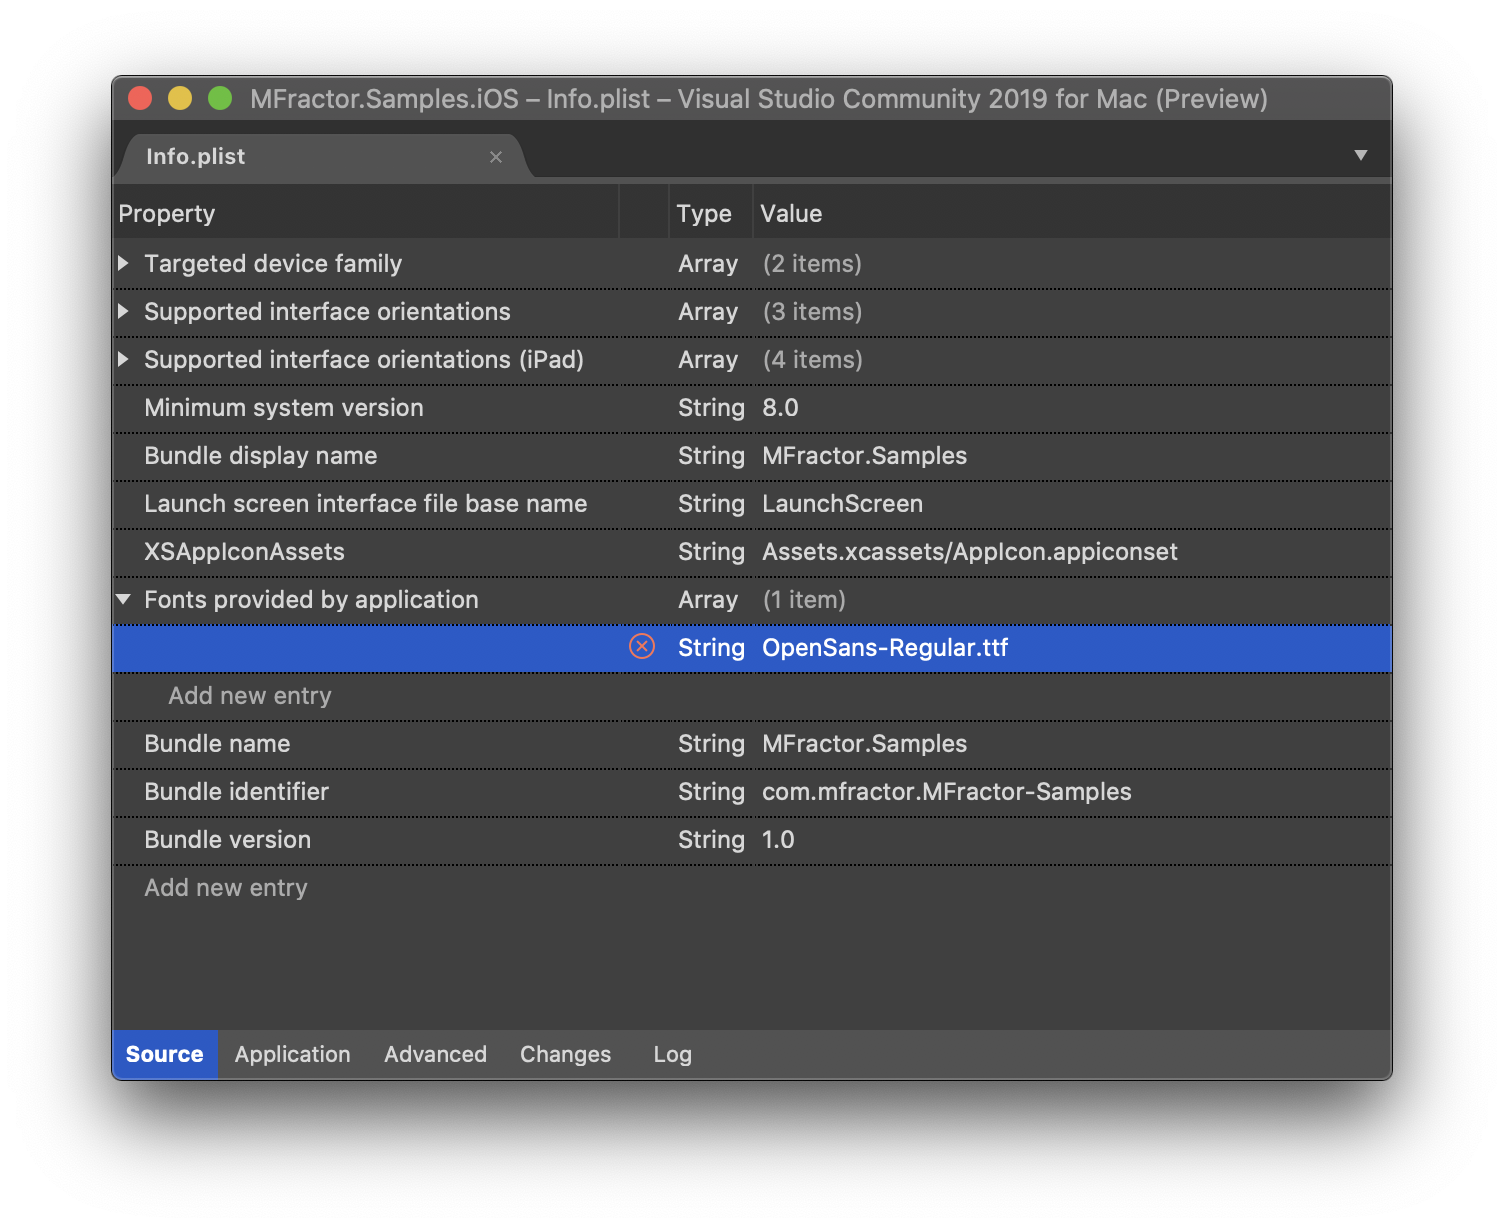 MFractor.Samples.iOS – Info.plist – Visual Studio Community 2019 for Mac (Preview)
Info.plist
Property Type Value
Targeted device family Array (2 items)
Supported interface orientations Array (3 items)
Supported interface orientations (iPad) Array (4 items)
Minimum system version String 8.0
Bundle display name String MFractor.Samples
Launch screen interface file base name String LaunchScreen
XSAppIconAssets String Assets.xcassets/AppIcon.appiconset
Fonts provided by application Array (1 item)
String OpenSans-Regular.ttf
Add new entry
Bundle name String MFractor.Samples
Bundle identifier String com.mfractor.MFractor-Samples
Bundle version String 1.0
Add new entry
Source Application Advanced Changes Log